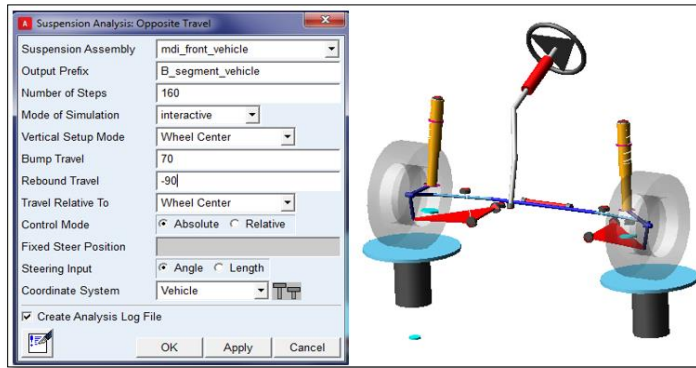 Suspension Analysis: Opposite Travel
Suspension Assembly mdi_front_vehicle
Output Prefix B_segment_vehicle
Number of Steps 160
Mode of Simulation interactive
Vertical Setup Mode Wheel Center
Bump Travel 70
Rebound Travel -90
Travel Relative To Wheel Center
Control Mode Absolute Relative
Fixed Steer Position
Steering Input Angle Length
Coordinate System Vehicle
Create Analysis Log File
OK Apply Cancel